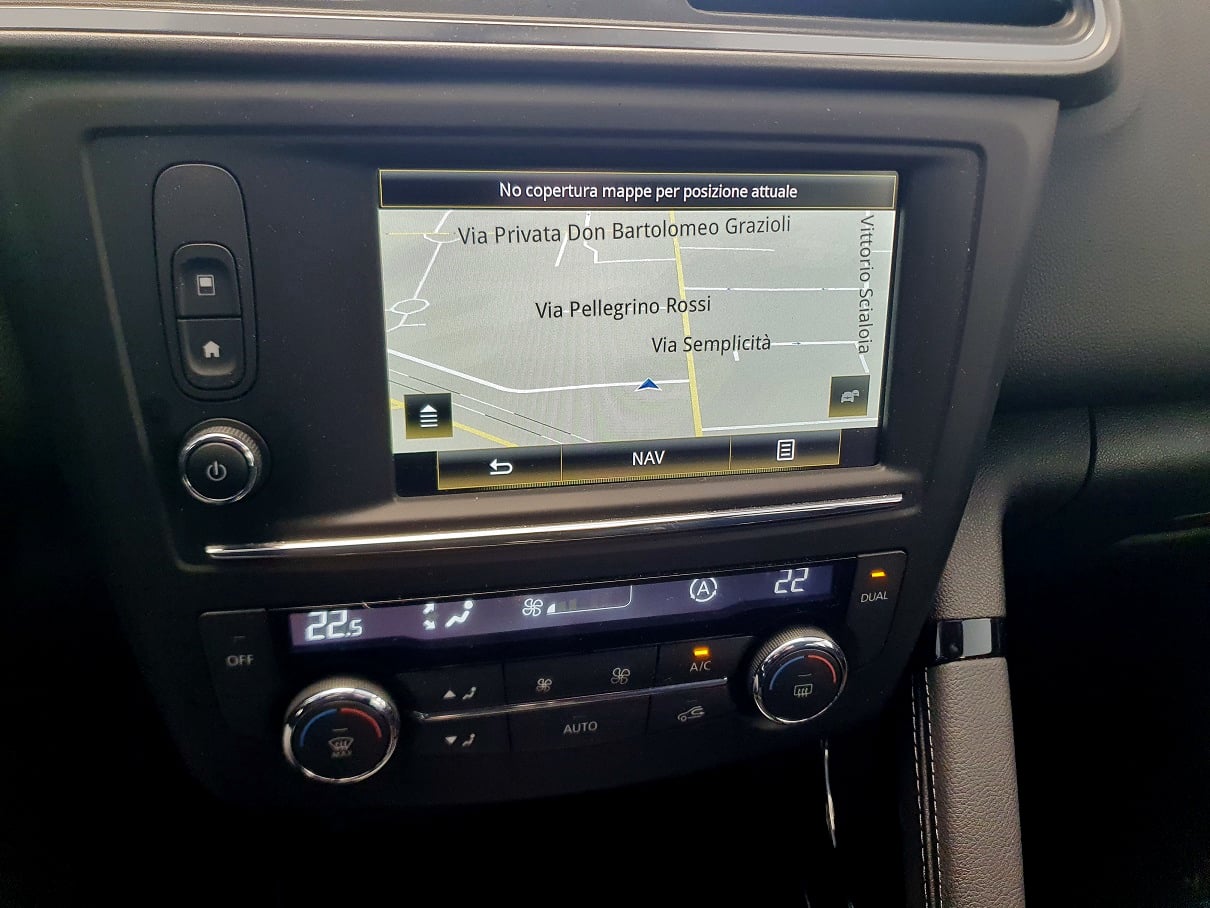 No copertura mappe per posizione attuale
Via Privata Don Bartolomeo Grazioli
Vittorio Scialoia
Via Pellegrino Rossi
Via Semplicità
NAV
22.5
A
22
DUAL
OFF
A/C
AUTO
MAX